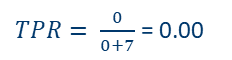 TPR = 0/(0+7) = 0.00